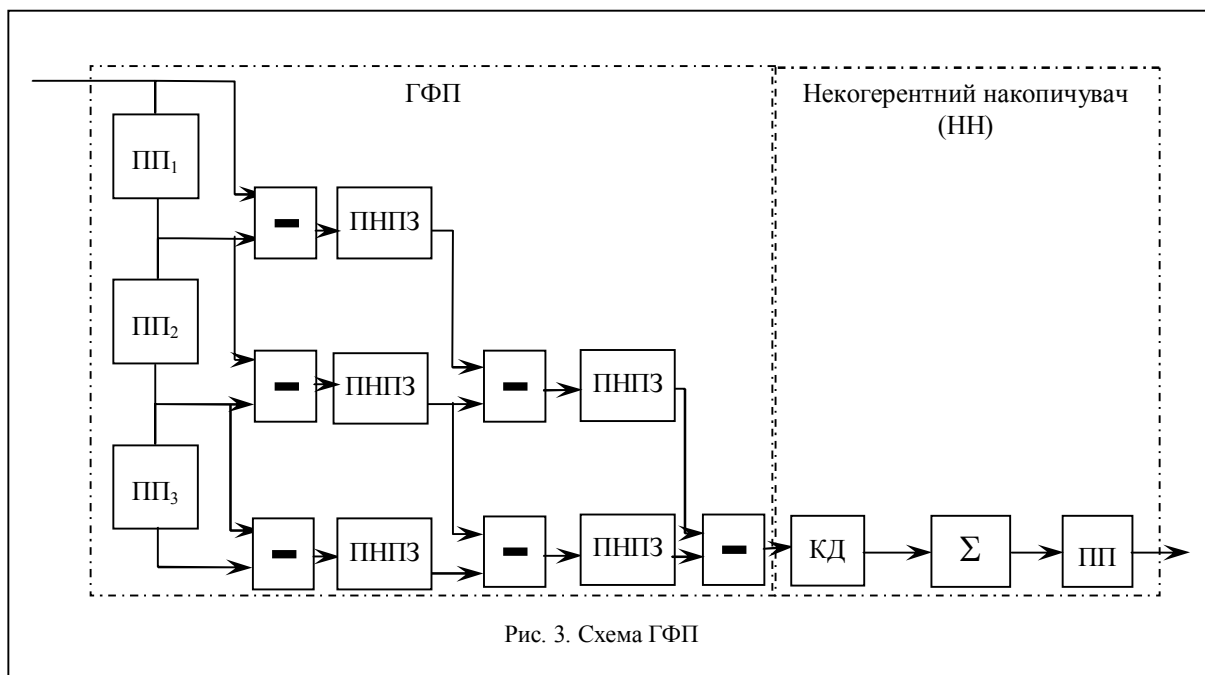 ГФП
Некогерентний накопичувач
(НН)
ПП₁
- ПНПЗ
ПП₂
- ПНПЗ - ПНПЗ
ПП₃
- ПНПЗ - ПНПЗ - КД Σ ПП
Рис. 3. Схема ГФП